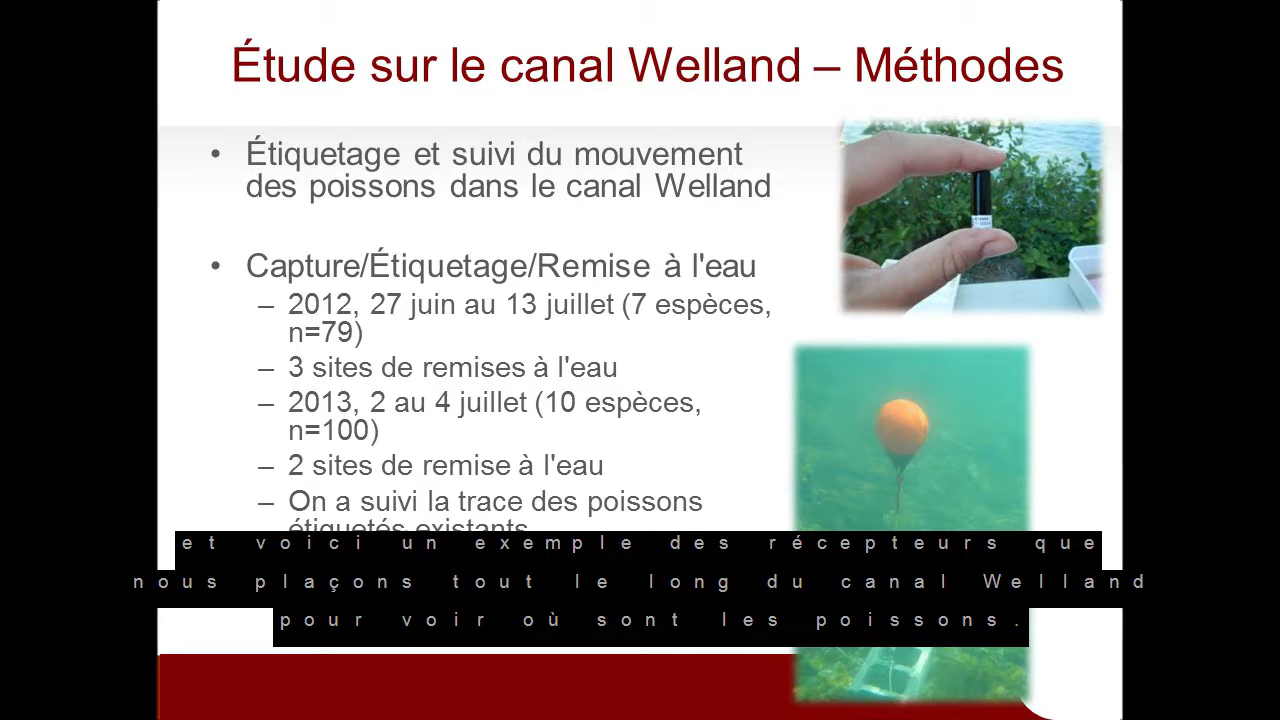 Étude sur le canal Welland – Méthodes
• Étiquetage et suivi du mouvement
des poissons dans le canal Welland
• Capture/Étiquetage/Remise à l'eau
– 2012, 27 juin au 13 juillet (7 espèces,
n=79)
– 3 sites de remises à l'eau
– 2013, 2 au 4 juillet (10 espèces,
n=100)
– 2 sites de remise à l'eau
– On a suivi la trace des poissons
étiquetés existants
et voici un exemple des récepteurs que
nous plaçons tout le long du canal Welland
pour voir où sont les poissons.